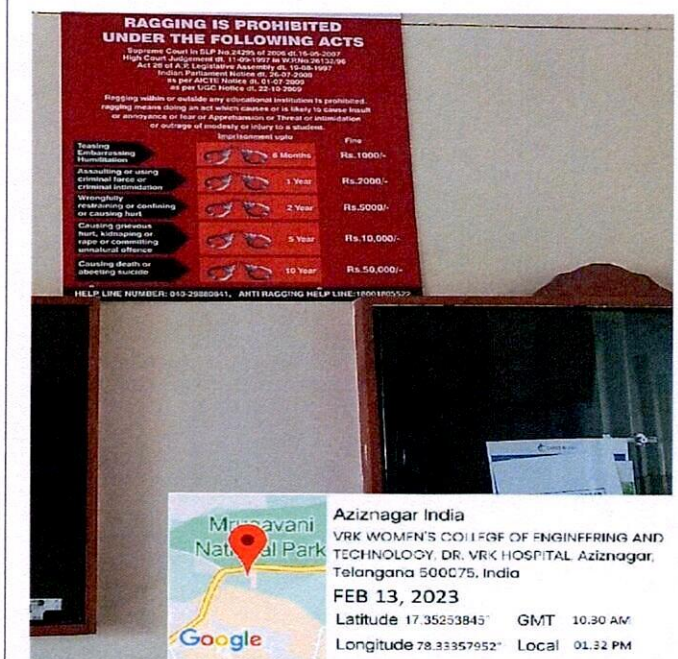 RAGGING IS PROHIBITED
UNDER THE FOLLOWING ACTS
Supreme Court in SLP No.24295 of 2006 dt.16-05-2007
High Court Judgement dt. 11-09-1997 in W.P.No.26132/96
Act 26 of A.P. Legislative Assembly dt. 19-08-1997
Indian Parliament Notice dt. 26-07-2009
as per AICTE Notice dt. 01-07-2009
as per UGC Notice dt. 22-10-2009
Ragging within or outside any educational Institution is prohibited.
ragging means doing an act which causes or is likely to cause Insult
or annoyance or fear or Apprehension or Threat or intimidation
or outrage of modesty or injury to a student.
Imprisonment upto Fine
Teasing
Embarrassing
Humiliation
6 Months Rs.1000/-
Assaulting or using
criminal force or
criminal intimidation
1 Year Rs.2000/-
Wrongfully
restraining or confining
or causing hurt
2 Year Rs.5000/-
Causing grievous
hurt, kidnaping or
rape or committing
unnatural offence
5 Year Rs.10,000/-
Causing death or
abeeting suicide
10 Year Rs.50,000/-
HELP LINE NUMBER: 040-29880841, ANTI RAGGING HELP LINE:18001805522
Mrugavani
National Park
Google
Aziznagar India
VRK WOMEN'S COLLEGE OF ENGINEERING AND
TECHNOLOGY, DR. VRK HOSPITAL, Aziznagar,
Telangana 500075, India
FEB 13, 2023
Latitude 17.35253845° GMT 10.30 AM
Longitude 78.33357952° Local 01.32 PM